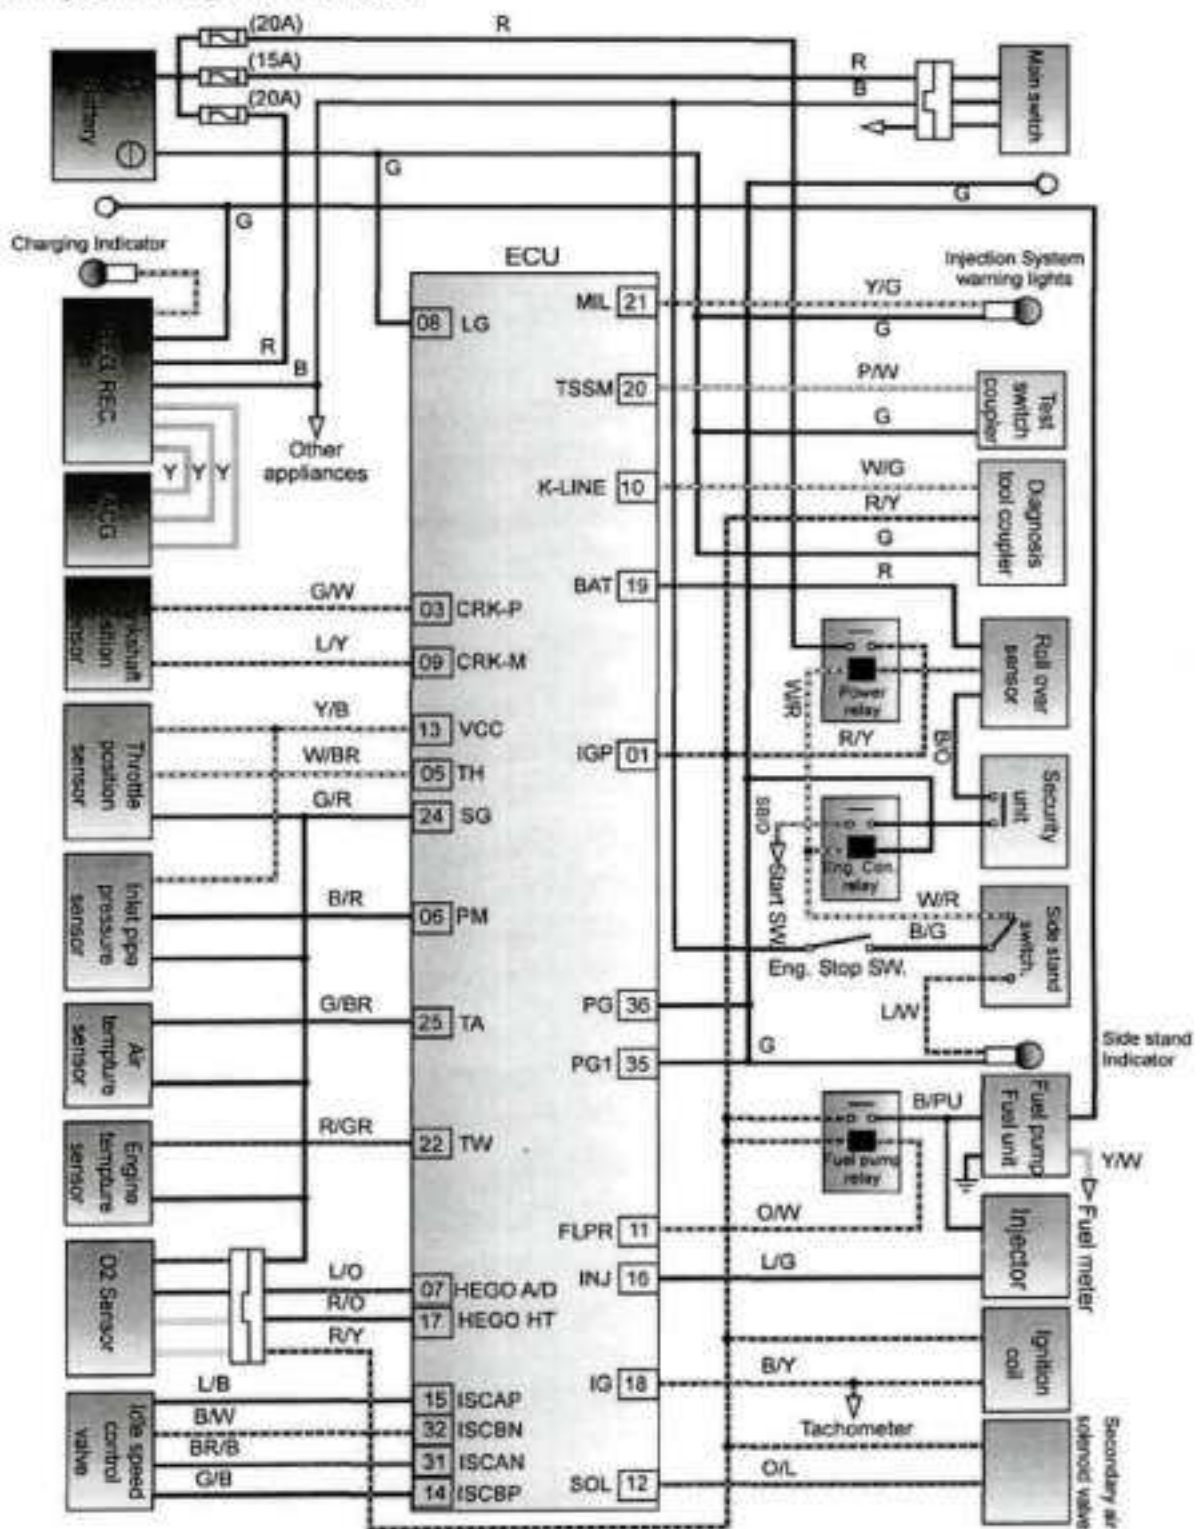 (20A)
R
(15A)
R
B
(20A)
Main switch
G
G
G
Charging Indicator
ECU
Injection System
warning lights
MIL 21
Y/G
G
08 LG
R
B
Other
appliances
Y Y Y
ACG
TSSM 20
P/W
G
Test
switch
coupler
K-LINE 10
W/G
R/Y
G
Diagnosis
tool coupler
BAT 19
R
G/W
03 CRK-P
L/Y
09 CRK-M
sensor
Power
relay
W/R
R/Y
B/O
Roll over
sensor
Y/B
13 VCC
W/BR
05 TH
G/R
24 SG
Throttle
position
sensor
IGP 01
SB/O
Start SW.
Eng. Con.
relay
Security
unit
Inlet pipe
pressure
sensor
B/R
06 PM
W/R
B/G
Eng. Stop SW.
Side stand
switch.
L/W
PG 36
Air
tempture
sensor
G/BR
25 TA
PG1 35
G
Side stand
Indicator
Engine
tempture
sensor
R/GR
22 TW
Fuel pump
relay
B/PU
Fuel pump
Fuel unit
Y/W
Fuel meter
FLPR 11
O/W
INJ 16
L/G
Injector
O2 Sensor
L/O
07 HEGO A/D
R/O
17 HEGO HT
R/Y
IG 18
B/Y
Tachometer
Ignition
coil
Idle speed
control
valve
L/B
15 ISCAP
B/W
32 ISCBN
BR/B
31 ISCAN
G/B
14 ISCBP
SOL 12
O/L
Secondary air
solenoid valve